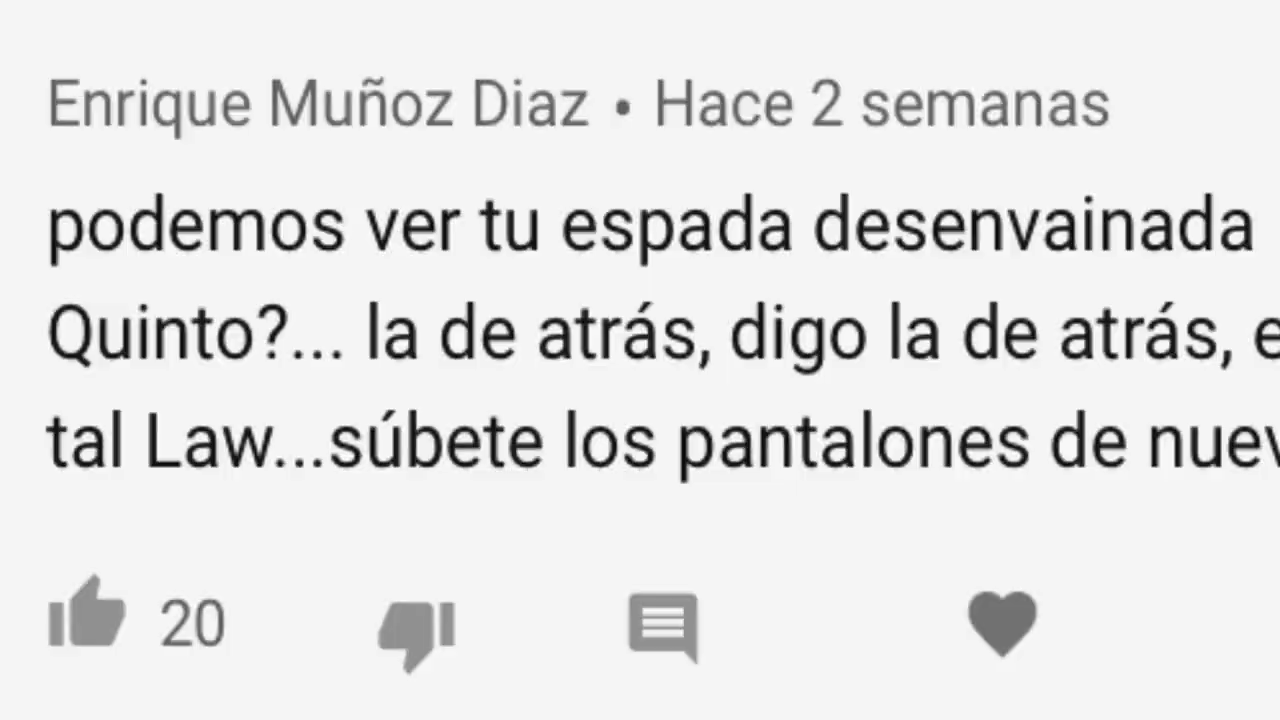 Enrique Muñoz Diaz • Hace 2 semanas
podemos ver tu espada desenvainada
Quinto?... la de atrás, digo la de atrás,
tal Law...súbete los pantalones de
20